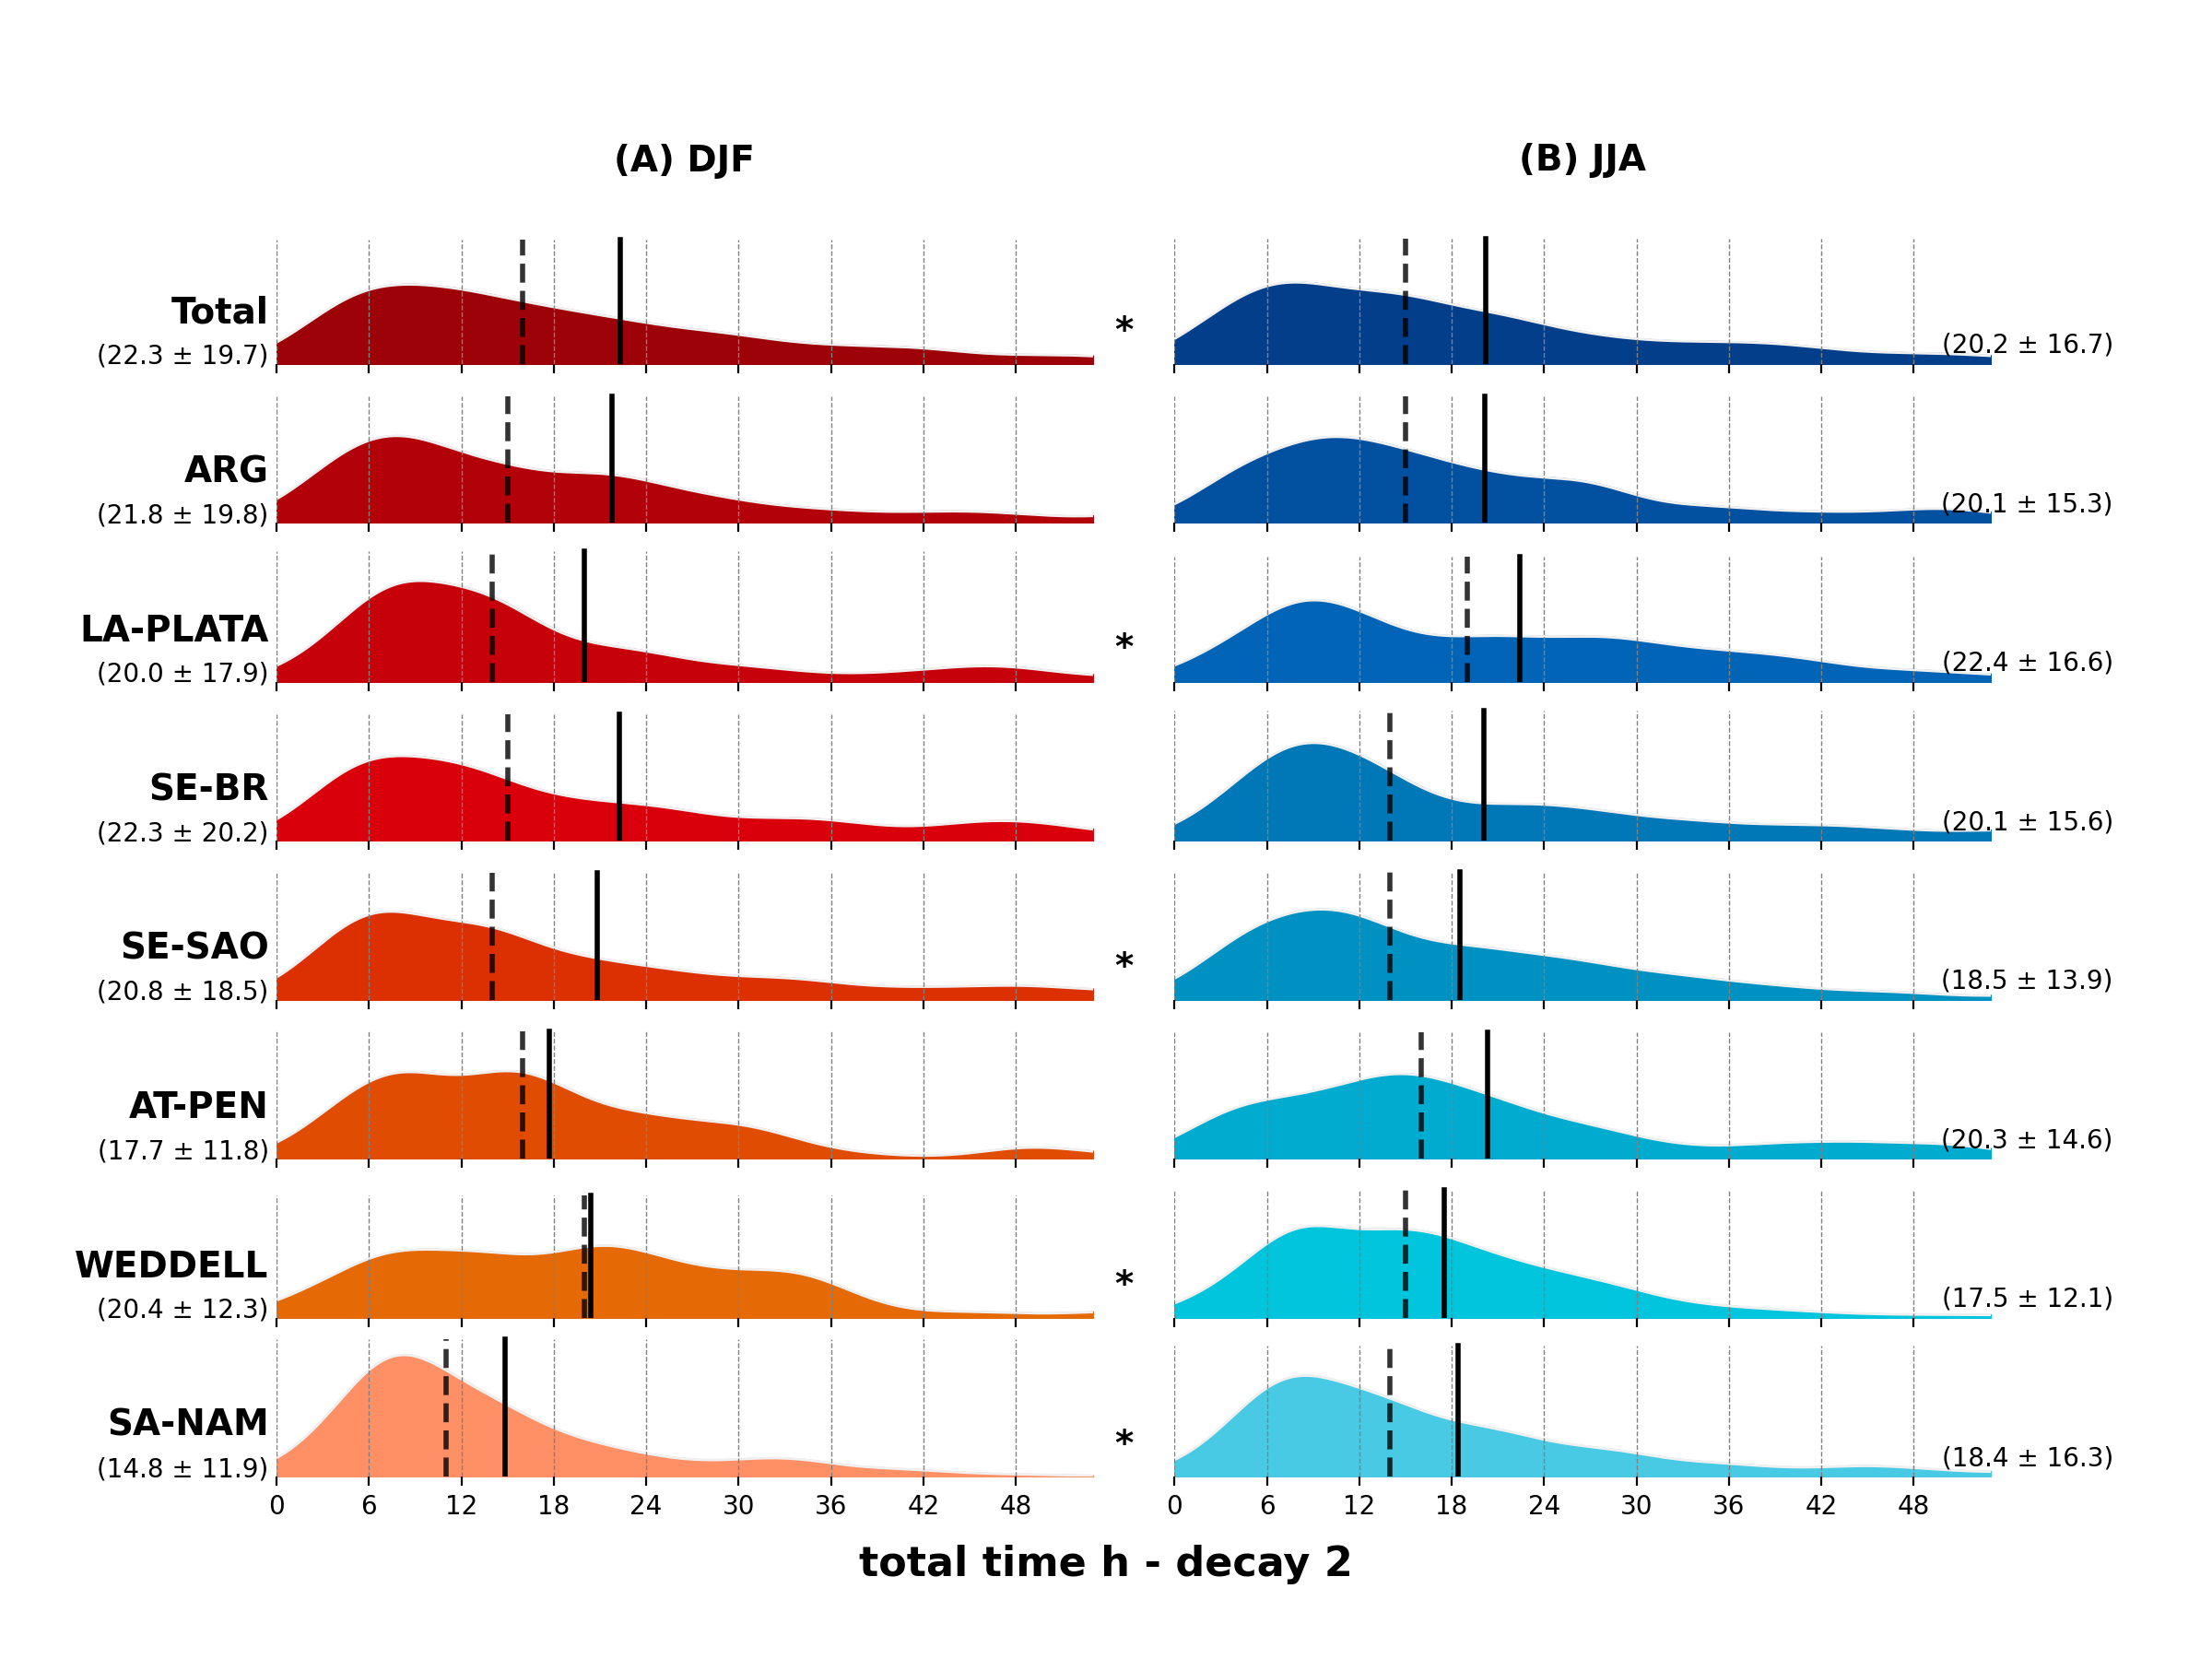 (A) DJF
(B) JJA
Total
(22.3 ± 19.7)
*
(20.2 ± 16.7)
ARG
(21.8 ± 19.8)
(20.1 ± 15.3)
LA-PLATA
(20.0 ± 17.9)
*
(22.4 ± 16.6)
SE-BR
(22.3 ± 20.2)
(20.1 ± 15.6)
SE-SAO
(20.8 ± 18.5)
*
(18.5 ± 13.9)
AT-PEN
(17.7 ± 11.8)
(20.3 ± 14.6)
WEDDELL
(20.4 ± 12.3)
*
(17.5 ± 12.1)
SA-NAM
(14.8 ± 11.9)
*
(18.4 ± 16.3)
0 6 12 18 24 30 36 42 48
0 6 12 18 24 30 36 42 48
total time h - decay 2